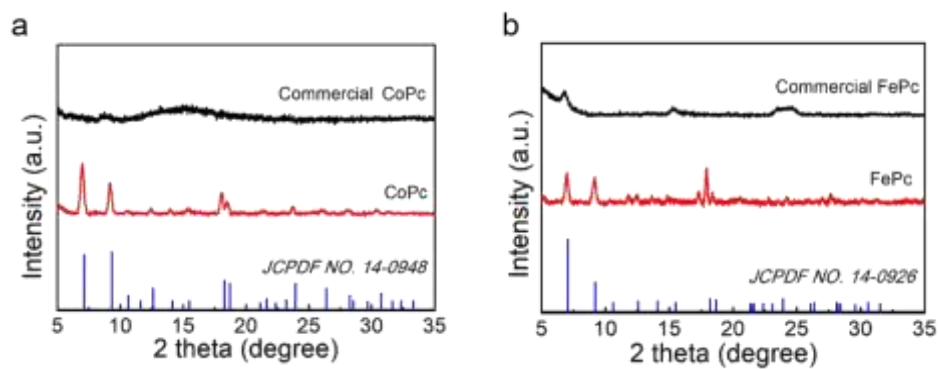 a
Intensity (a.u.)
Commercial CoPc
CoPc
JCPDF NO. 14-0948
5 10 15 20 25 30 35
2 theta (degree)
b
Intensity (a.u.)
Commercial FePc
FePc
JCPDF NO. 14-0926
5 10 15 20 25 30 35
2 theta (degree)